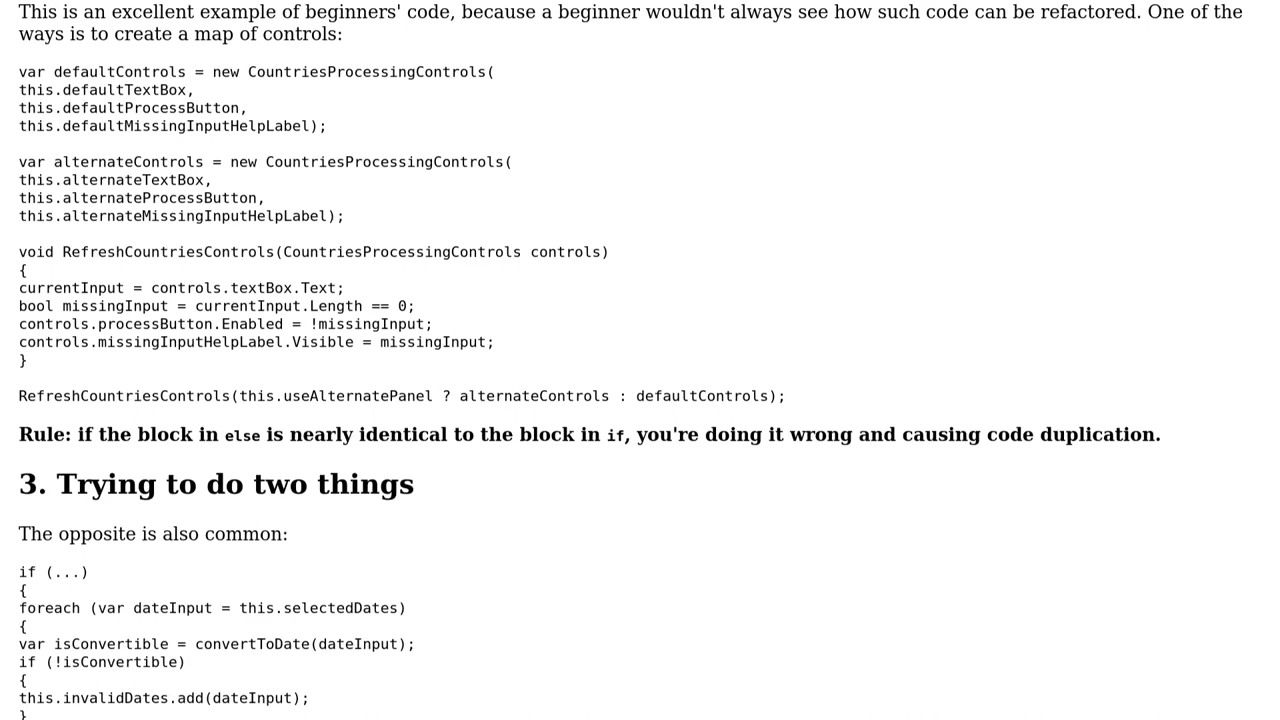 This is an excellent example of beginners' code, because a beginner wouldn't always see how such code can be refactored. One of the
ways is to create a map of controls:
var defaultControls = new CountriesProcessingControls(
this.defaultTextBox,
this.defaultProcessButton,
this.defaultMissingInputHelpLabel);
var alternateControls = new CountriesProcessingControls(
this.alternateTextBox,
this.alternateProcessButton,
this.alternateMissingInputHelpLabel);
void RefreshCountriesControls(CountriesProcessingControls controls)
{
currentInput = controls.textBox.Text;
bool missingInput = currentInput.Length == 0;
controls.processButton.Enabled = !missingInput;
controls.missingInputHelpLabel.Visible = missingInput;
}
RefreshCountriesControls(this.useAlternatePanel ? alternateControls : defaultControls);
Rule: if the block in else is nearly identical to the block in if, you're doing it wrong and causing code duplication.
3. Trying to do two things
The opposite is also common:
if (...)
{
foreach (var dateInput = this.selectedDates)
{
var isConvertible = convertToDate(dateInput);
if (!isConvertible)
{
this.invalidDates.add(dateInput);
}